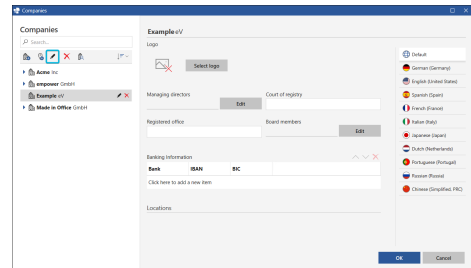 Companies
Companies
Search...
Acme Inc
empower GmbH
Example eV
Made in Office GmbH
Example eV
Logo
Select logo
Managing directors
Court of registry
Edit
Registered office
Board members
Edit
Banking Information
Bank IBAN BIC
Click here to add a new item
Locations
Default
German (Germany)
English (United States)
Spanish (Spain)
French (France)
Italian (Italy)
Japanese (Japan)
Dutch (Netherlands)
Portuguese (Portugal)
Russian (Russia)
Chinese (Simplified, PRC)
OK Cancel